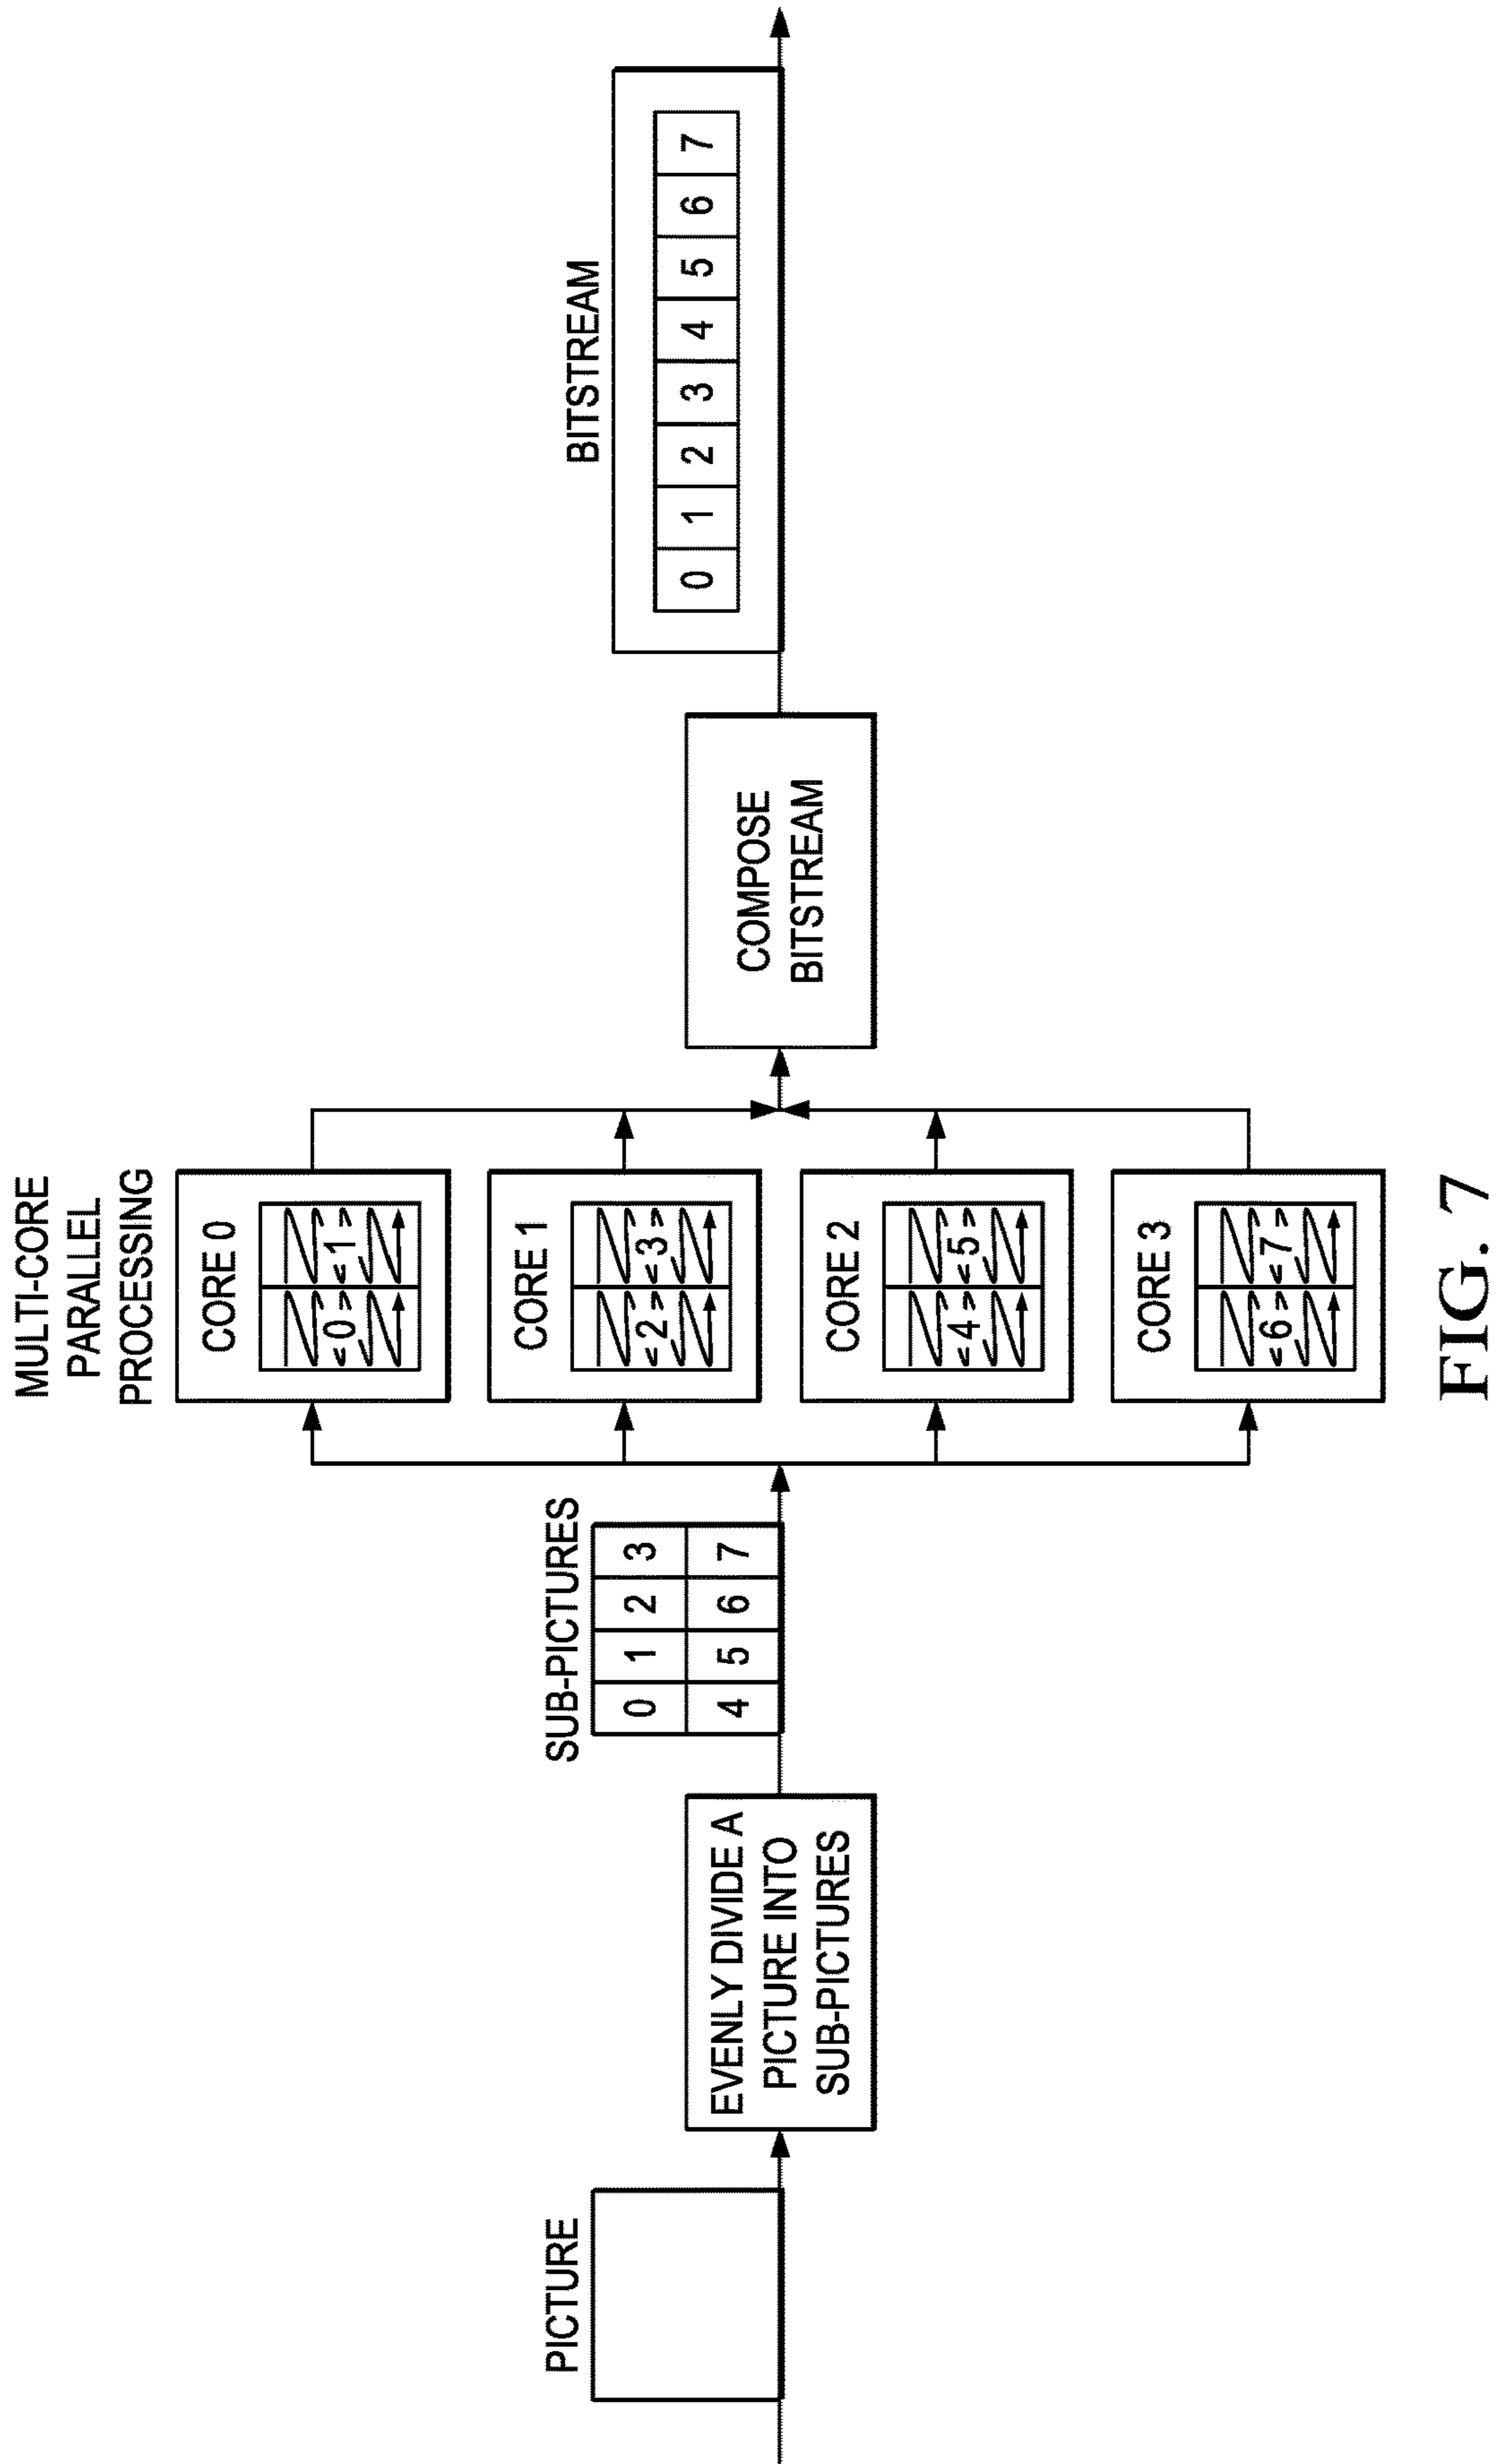 PICTURE
EVENLY DIVIDE A
PICTURE INTO
SUB-PICTURES
SUB-PICTURES
0 1 2 3
4 5 6 7
MULTI-CORE
PARALLEL
PROCESSING
CORE 0
0 1
CORE 1
2 3
CORE 2
4 5
CORE 3
6 7
COMPOSE
BITSTREAM
BITSTREAM
0 1 2 3 4 5 6 7
FIG. 7